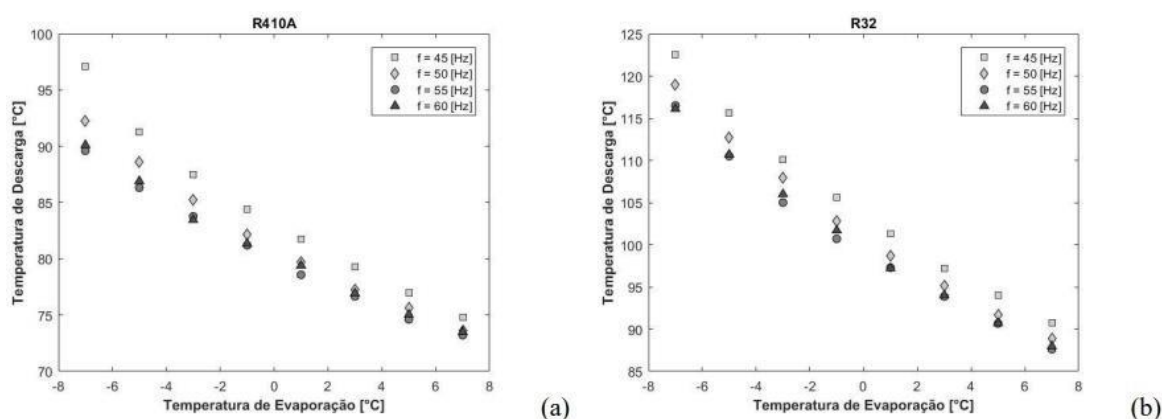 R410A
100
95
90
85
80
75
70
-8 -6 -4 -2 0 2 4 6 8
Temperatura de Descarga [°C]
Temperatura de Evaporação [°C]
f = 45 [Hz]
f = 50 [Hz]
f = 55 [Hz]
f = 60 [Hz]
(a)
R32
125
120
115
110
105
100
95
90
85
-8 -6 -4 -2 0 2 4 6 8
Temperatura de Descarga [°C]
Temperatura de Evaporação [°C]
f = 45 [Hz]
f = 50 [Hz]
f = 55 [Hz]
f = 60 [Hz]
(b)